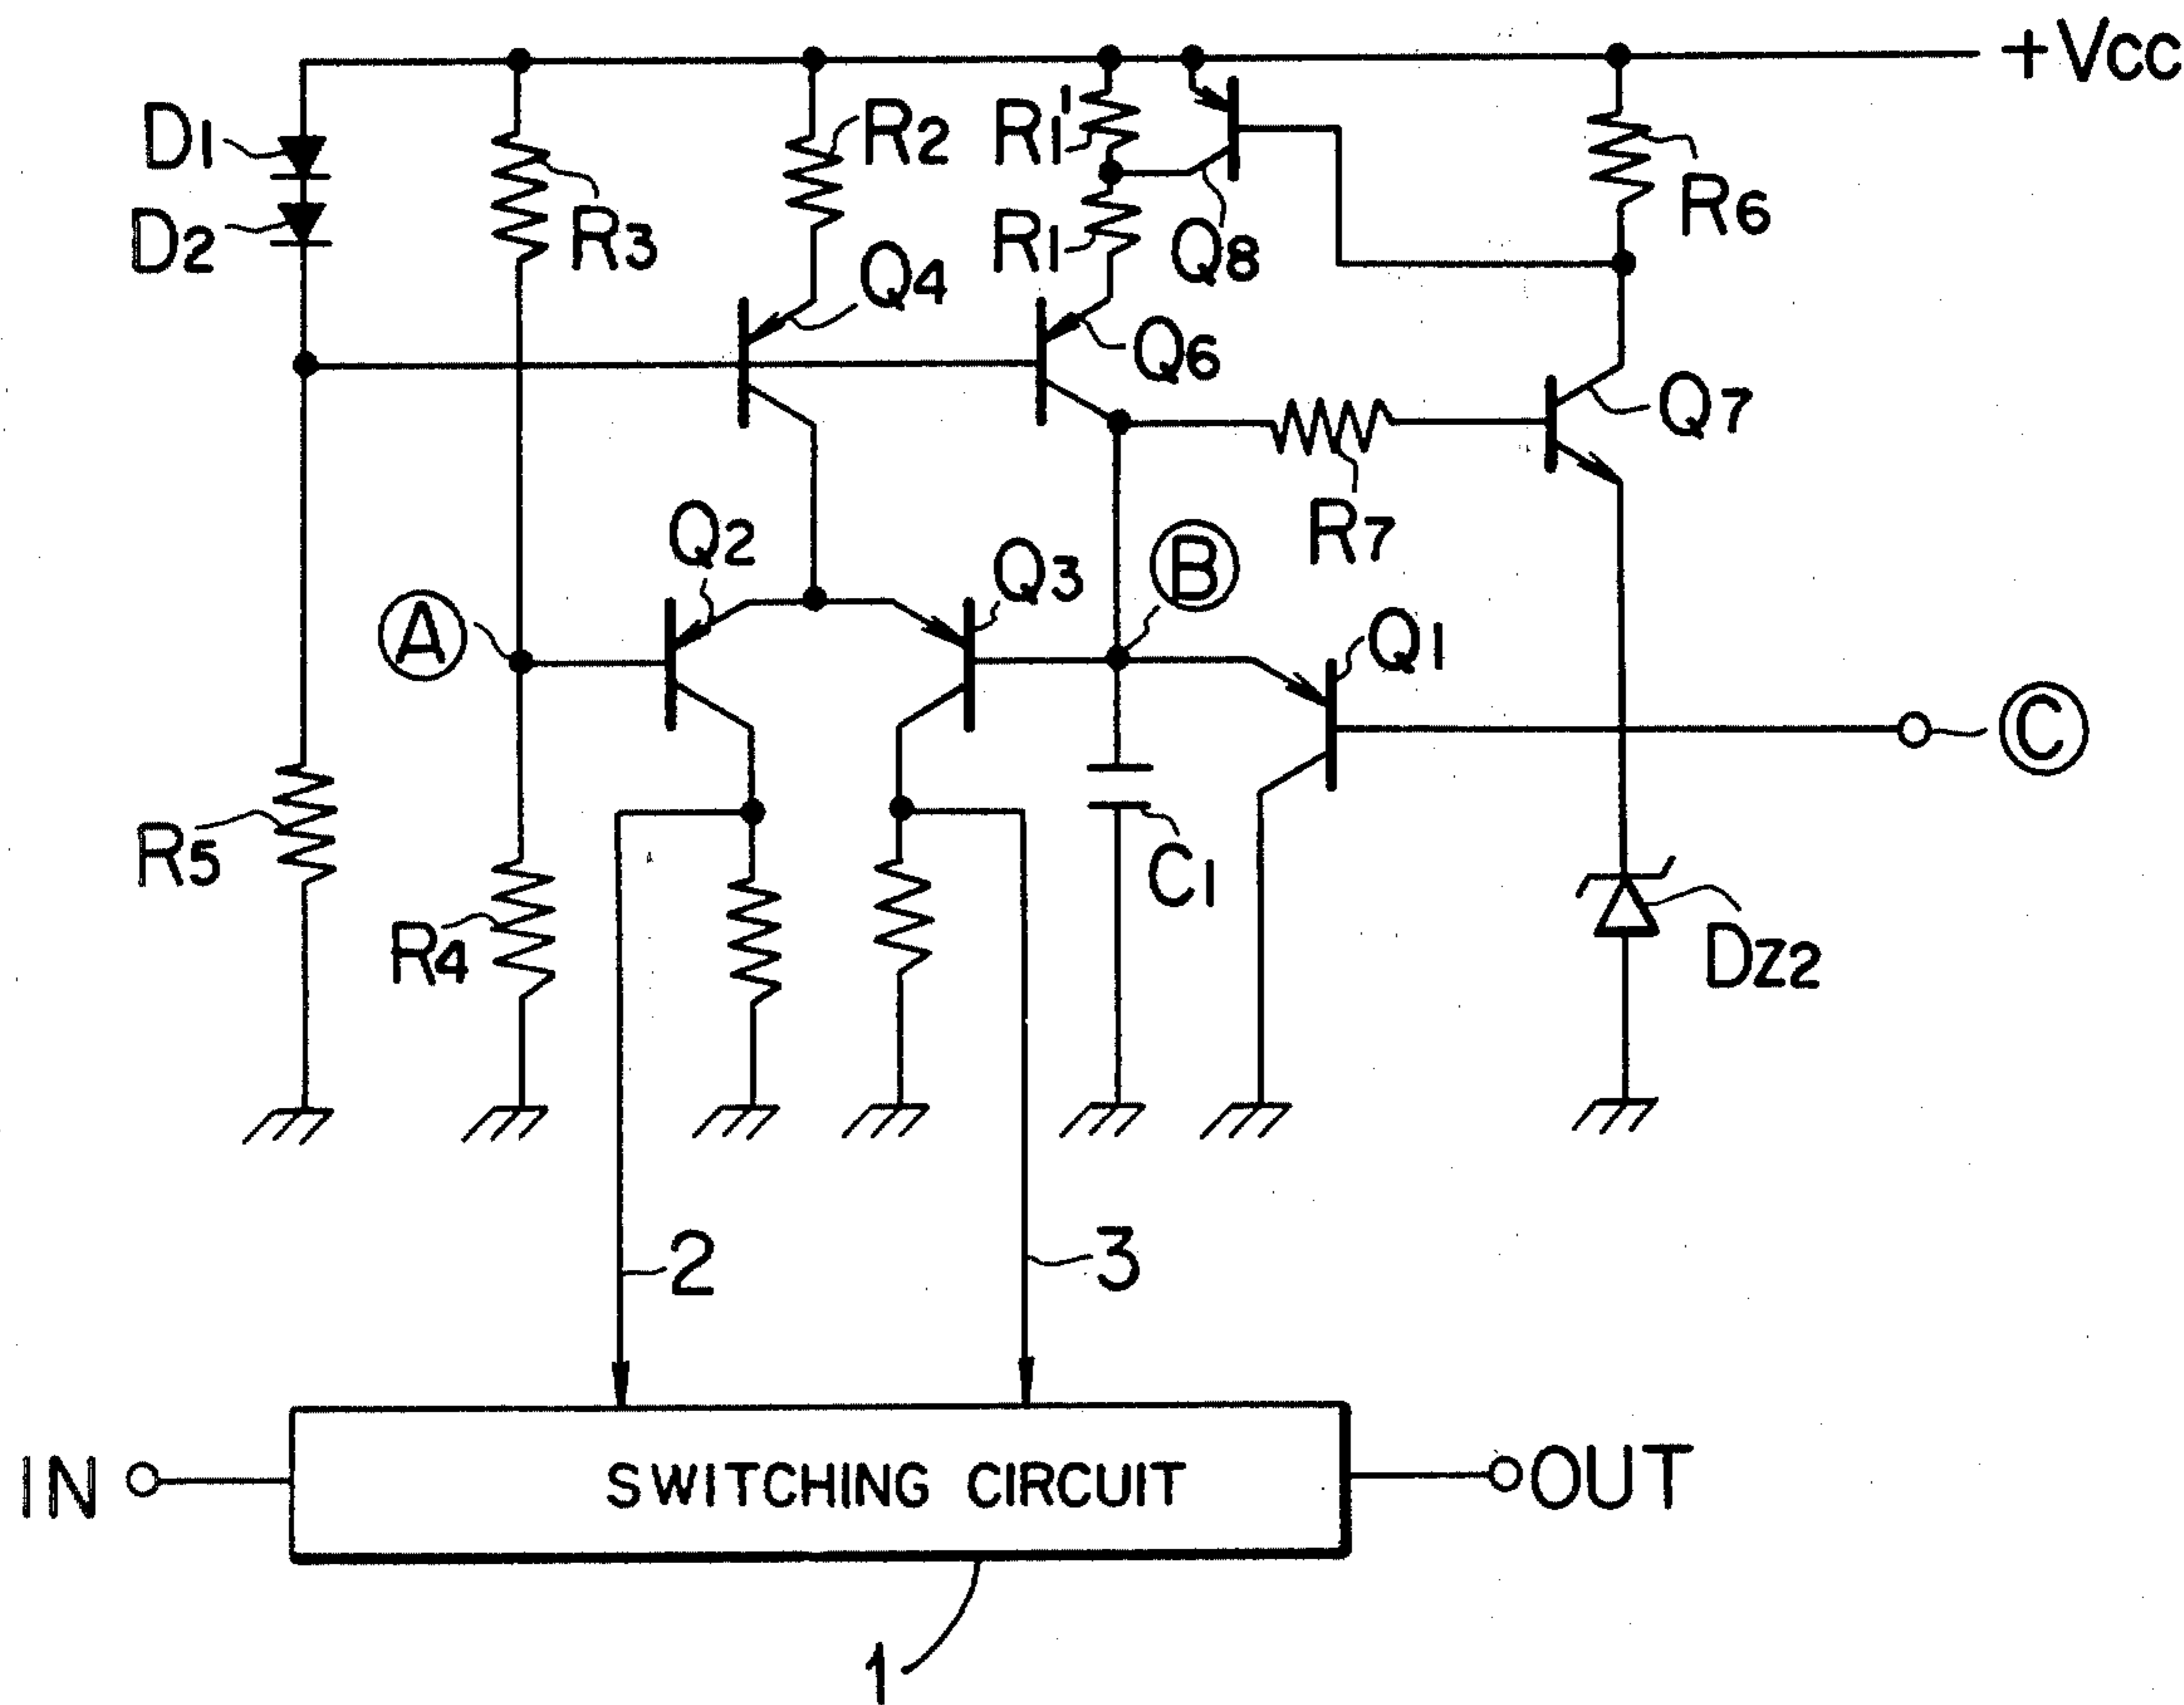 +Vcc
D1
R2
R1'
D2
R3
R1
Q8
R6
Q4
Q6
Q7
Q2
Q3
B
R7
A
Q1
C
R5
C1
R4
DZ2
2
3
IN
SWITCHING CIRCUIT
OUT
1